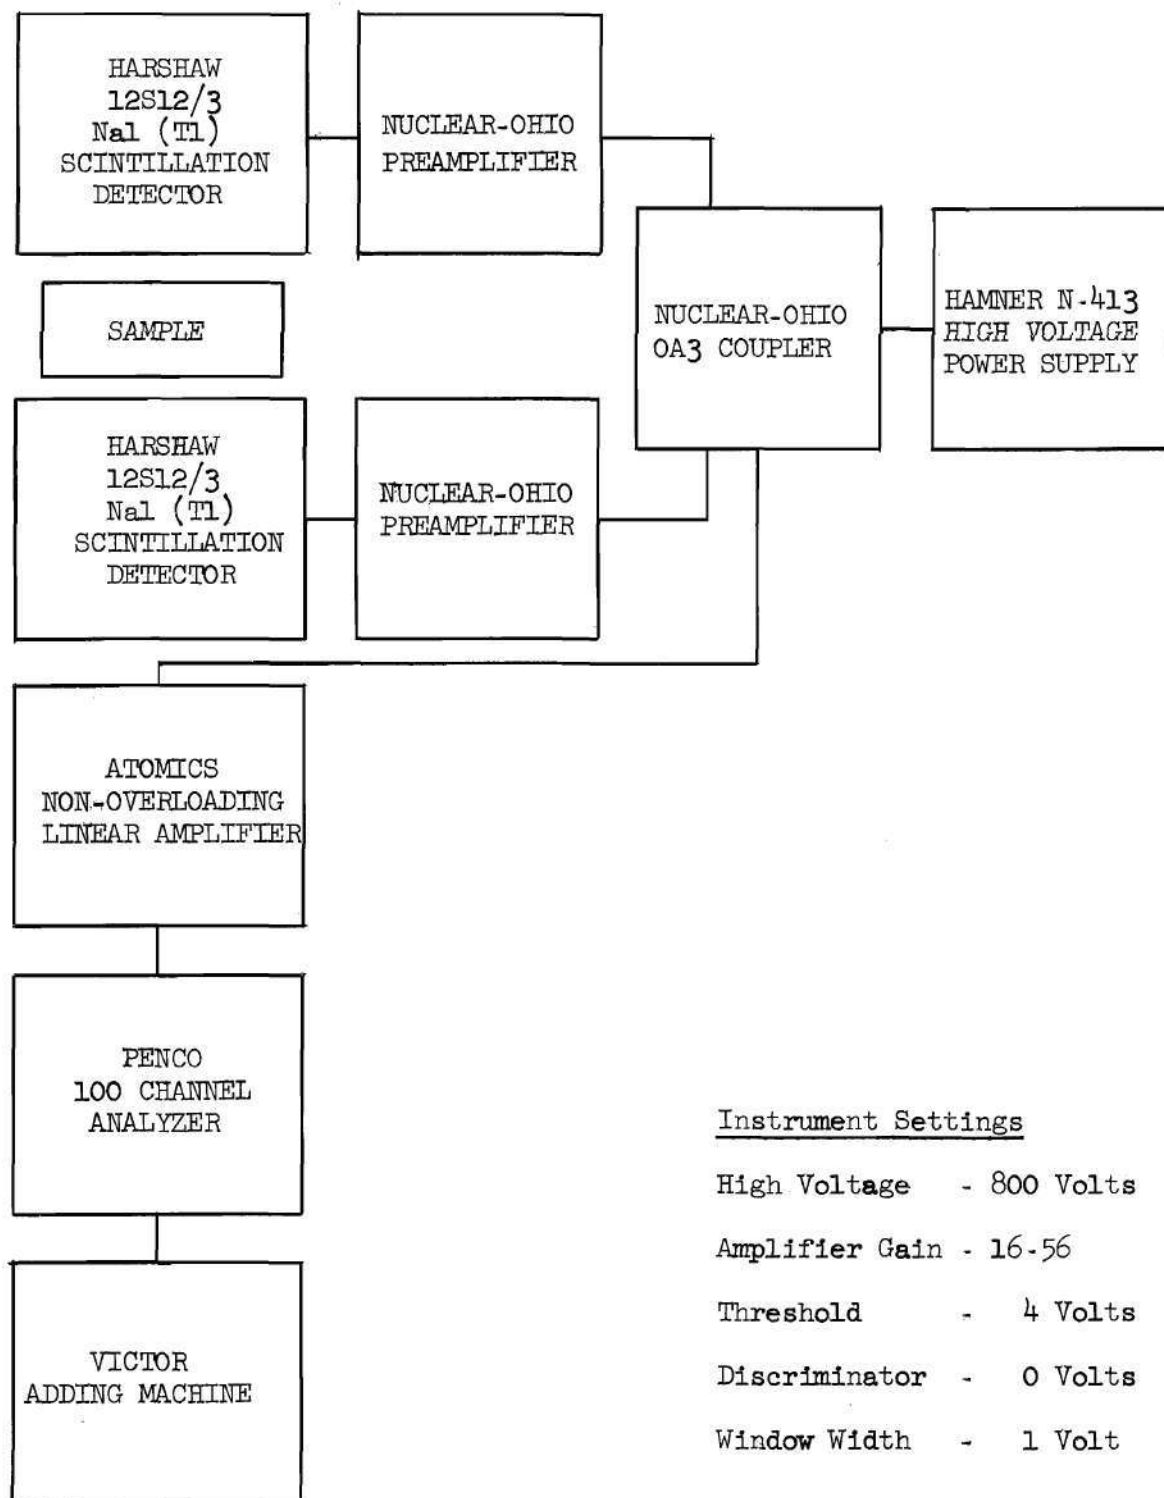 HARSHAW
12S12/3
Nal (Tl)
SCINTILLATION
DETECTOR
NUCLEAR-OHIO
PREAMPLIFIER
SAMPLE
NUCLEAR-OHIO
OA3 COUPLER
HAMNER N-413
HIGH VOLTAGE
POWER SUPPLY
HARSHAW
12S12/3
Nal (Tl)
SCINTILLATION
DETECTOR
NUCLEAR-OHIO
PREAMPLIFIER
ATOMICS
NON-OVERLOADING
LINEAR AMPLIFIER
PENCO
100 CHANNEL
ANALYZER
VICTOR
ADDING MACHINE
Instrument Settings
High Voltage - 800 Volts
Amplifier Gain - 16-56
Threshold - 4 Volts
Discriminator - 0 Volts
Window Width - 1 Volt